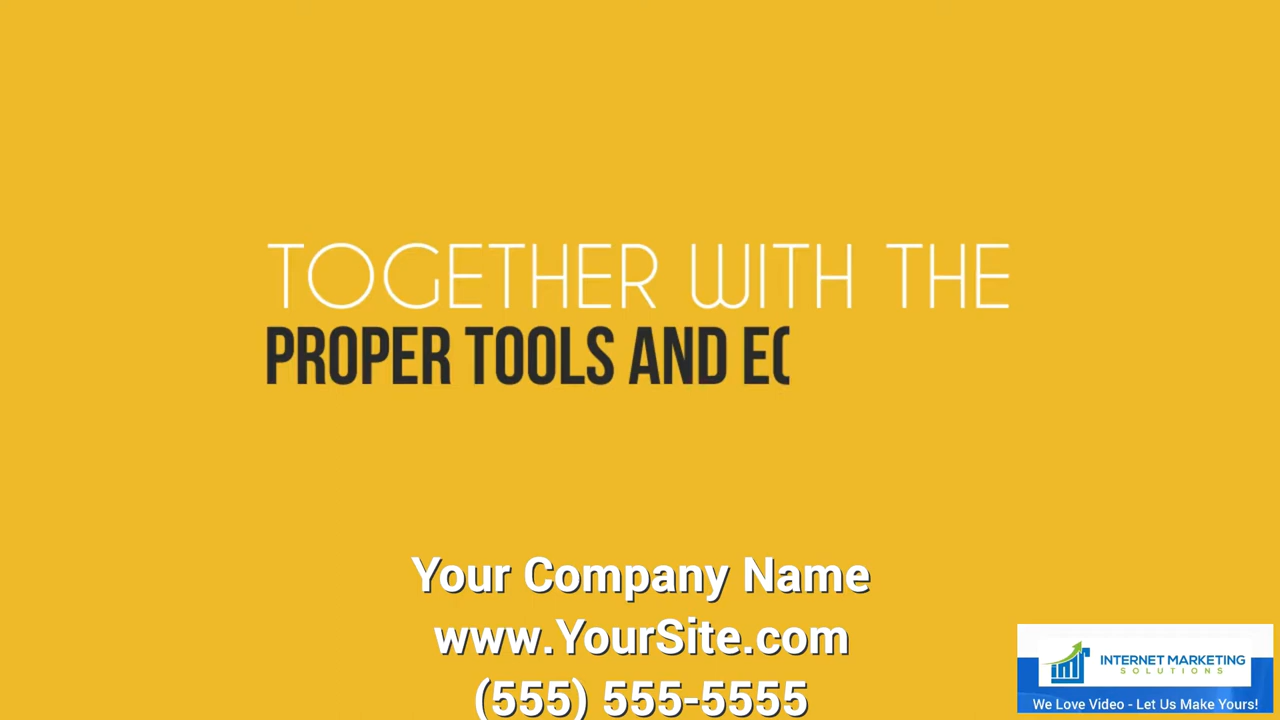 TOGETHER WITH THE
PROPER TOOLS AND
Your Company Name
www.YourSite.com
(555) 555-5555
INTERNET MARKETING
SOLUTIONS
We Love Video - Let Us Make Yours!